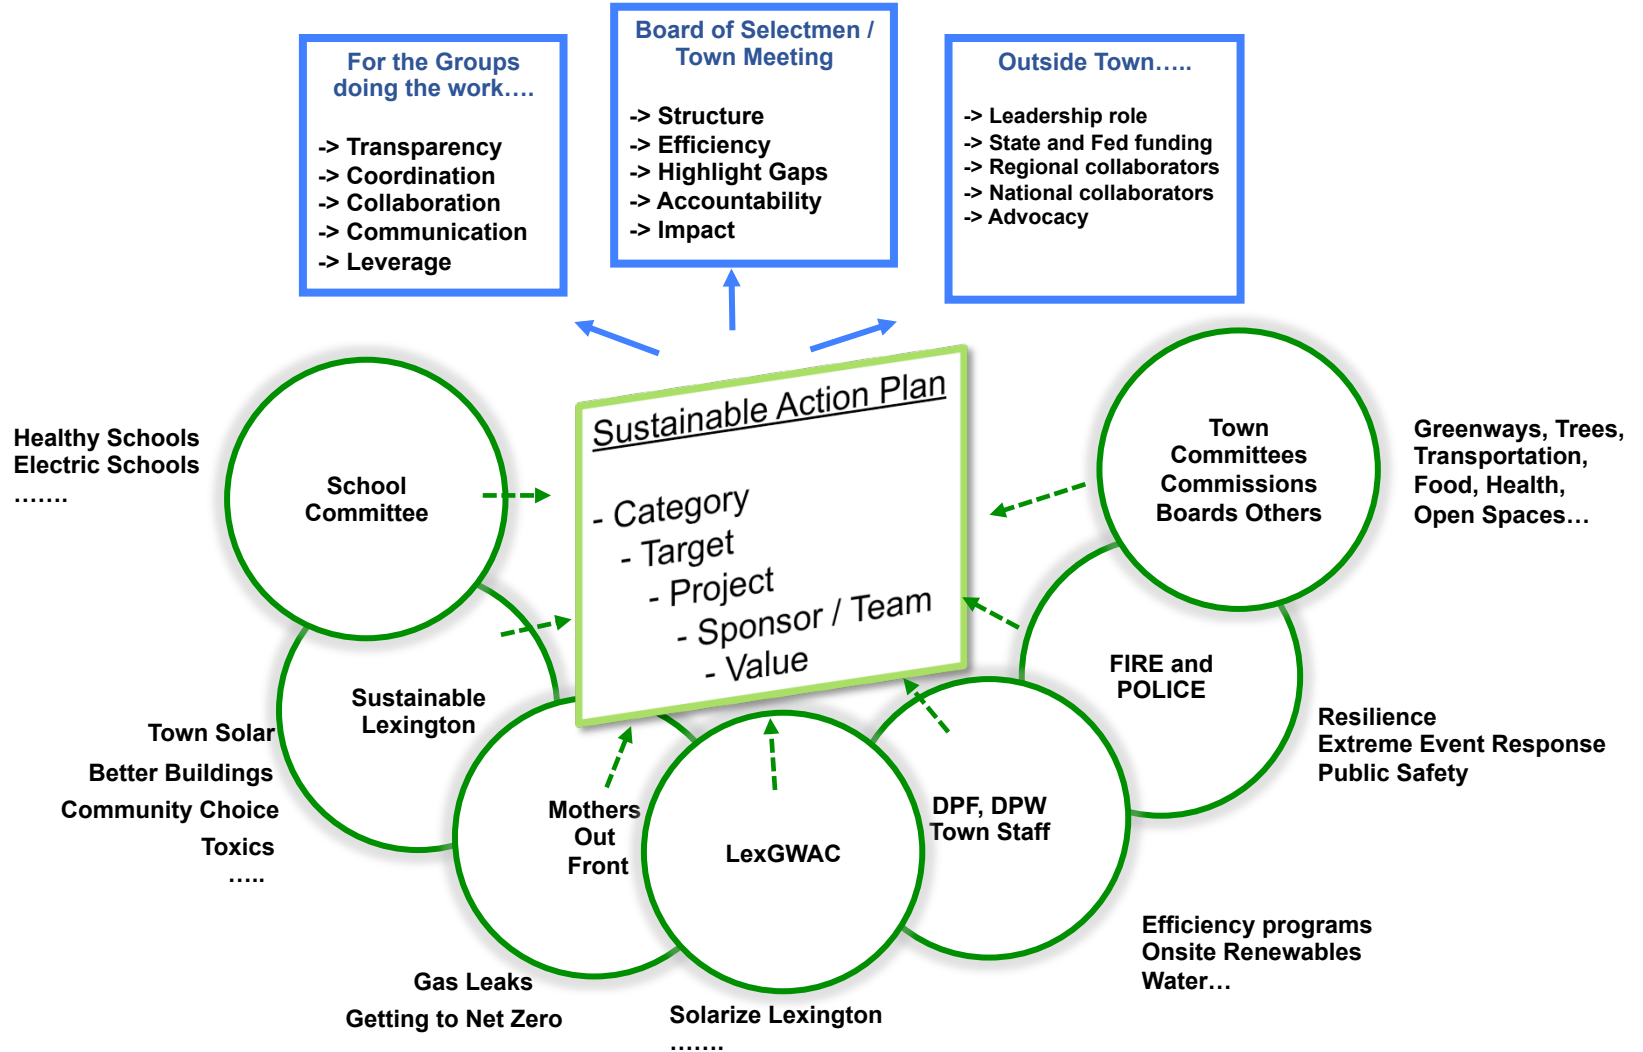 For the Groups
doing the work….
-> Transparency
-> Coordination
-> Collaboration
-> Communication
-> Leverage
Board of Selectmen /
Town Meeting
-> Structure
-> Efficiency
-> Highlight Gaps
-> Accountability
-> Impact
Outside Town…..
-> Leadership role
-> State and Fed funding
-> Regional collaborators
-> National collaborators
-> Advocacy
Sustainable Action Plan
- Category
- Target
- Project
- Sponsor / Team
- Value
Healthy Schools
Electric Schools
…….
School
Committee
Sustainable
Lexington
Town Solar
Better Buildings
Community Choice
Toxics
…..
Mothers
Out
Front
Gas Leaks
Getting to Net Zero
LexGWAC
Solarize Lexington
…….
DPF, DPW
Town Staff
Efficiency programs
Onsite Renewables
Water…
FIRE and
POLICE
Resilience
Extreme Event Response
Public Safety
Town
Committees
Commissions
Boards Others
Greenways, Trees,
Transportation,
Food, Health,
Open Spaces…